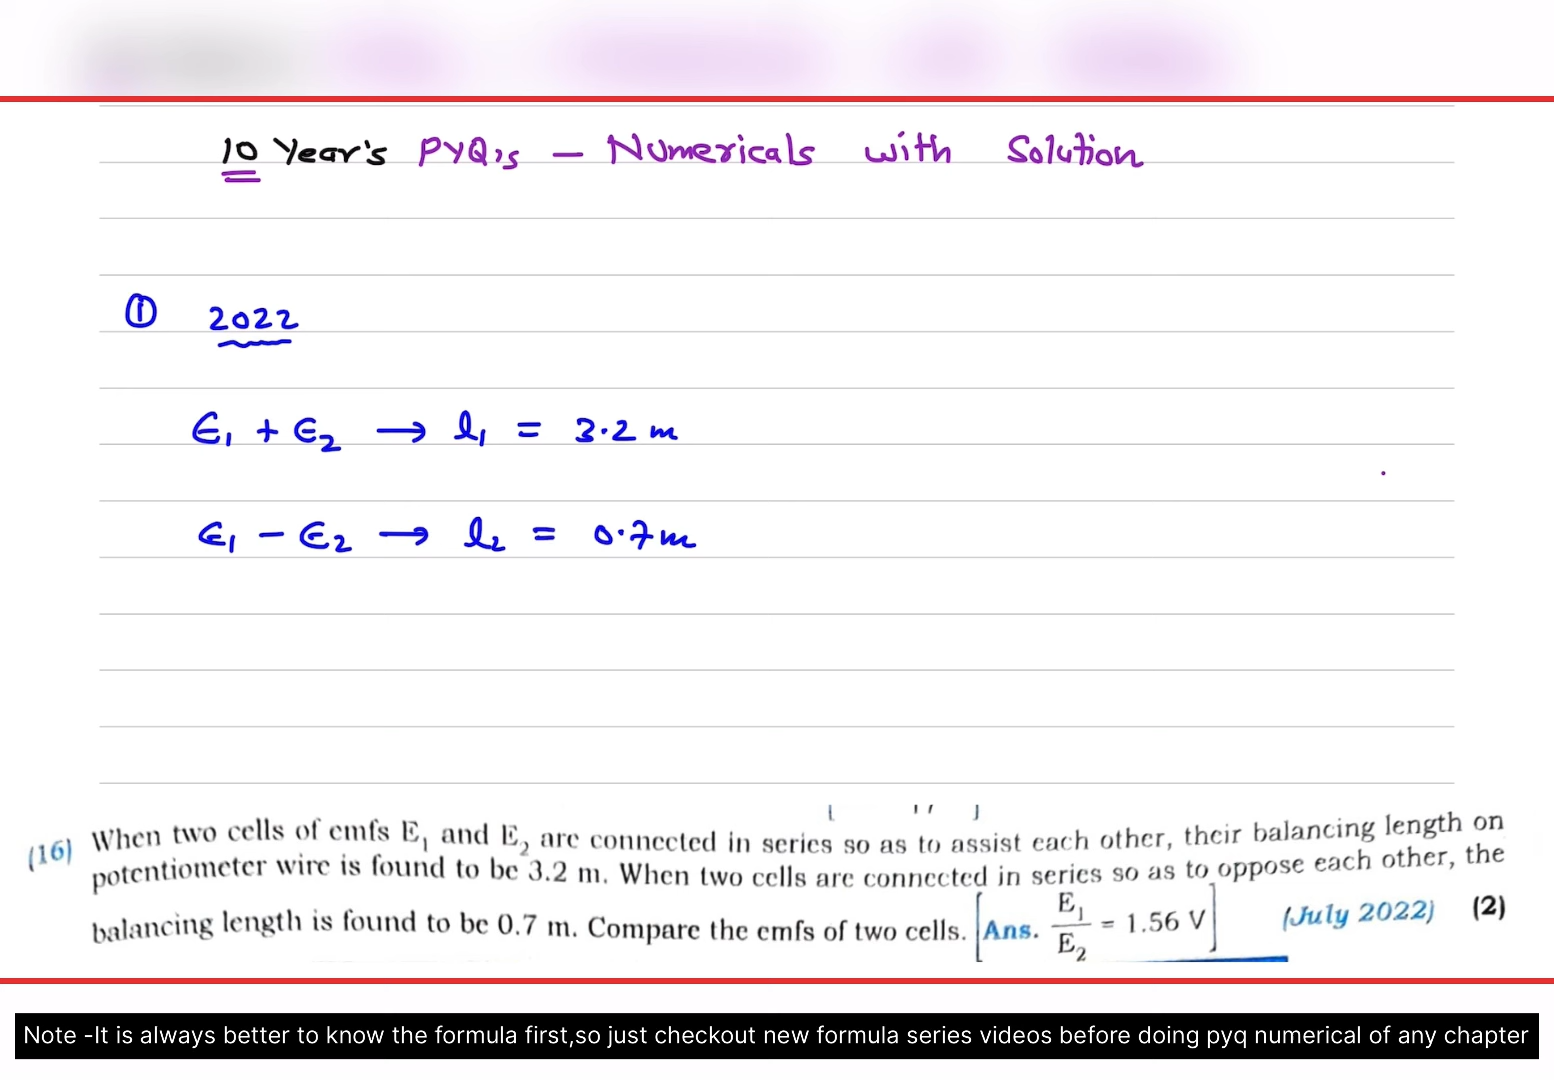 10 Year's PYQ's – Numericals with Solution
① 2022
ϵ₁ + ϵ₂ → l₁ = 3.2 m
ϵ₁ – ϵ₂ → l₂ = 0.7 m
(16) When two cells of emfs E₁ and E₂ are connected in series so as to assist each other, their balancing length on
potentiometer wire is found to be 3.2 m. When two cells are connected in series so as to oppose each other, the
balancing length is found to be 0.7 m. Compare the emfs of two cells. [Ans. E₁/E₂ = 1.56 V] (July 2022) (2)
Note -It is always better to know the formula first,so just checkout new formula series videos before doing pyq numerical of any chapter